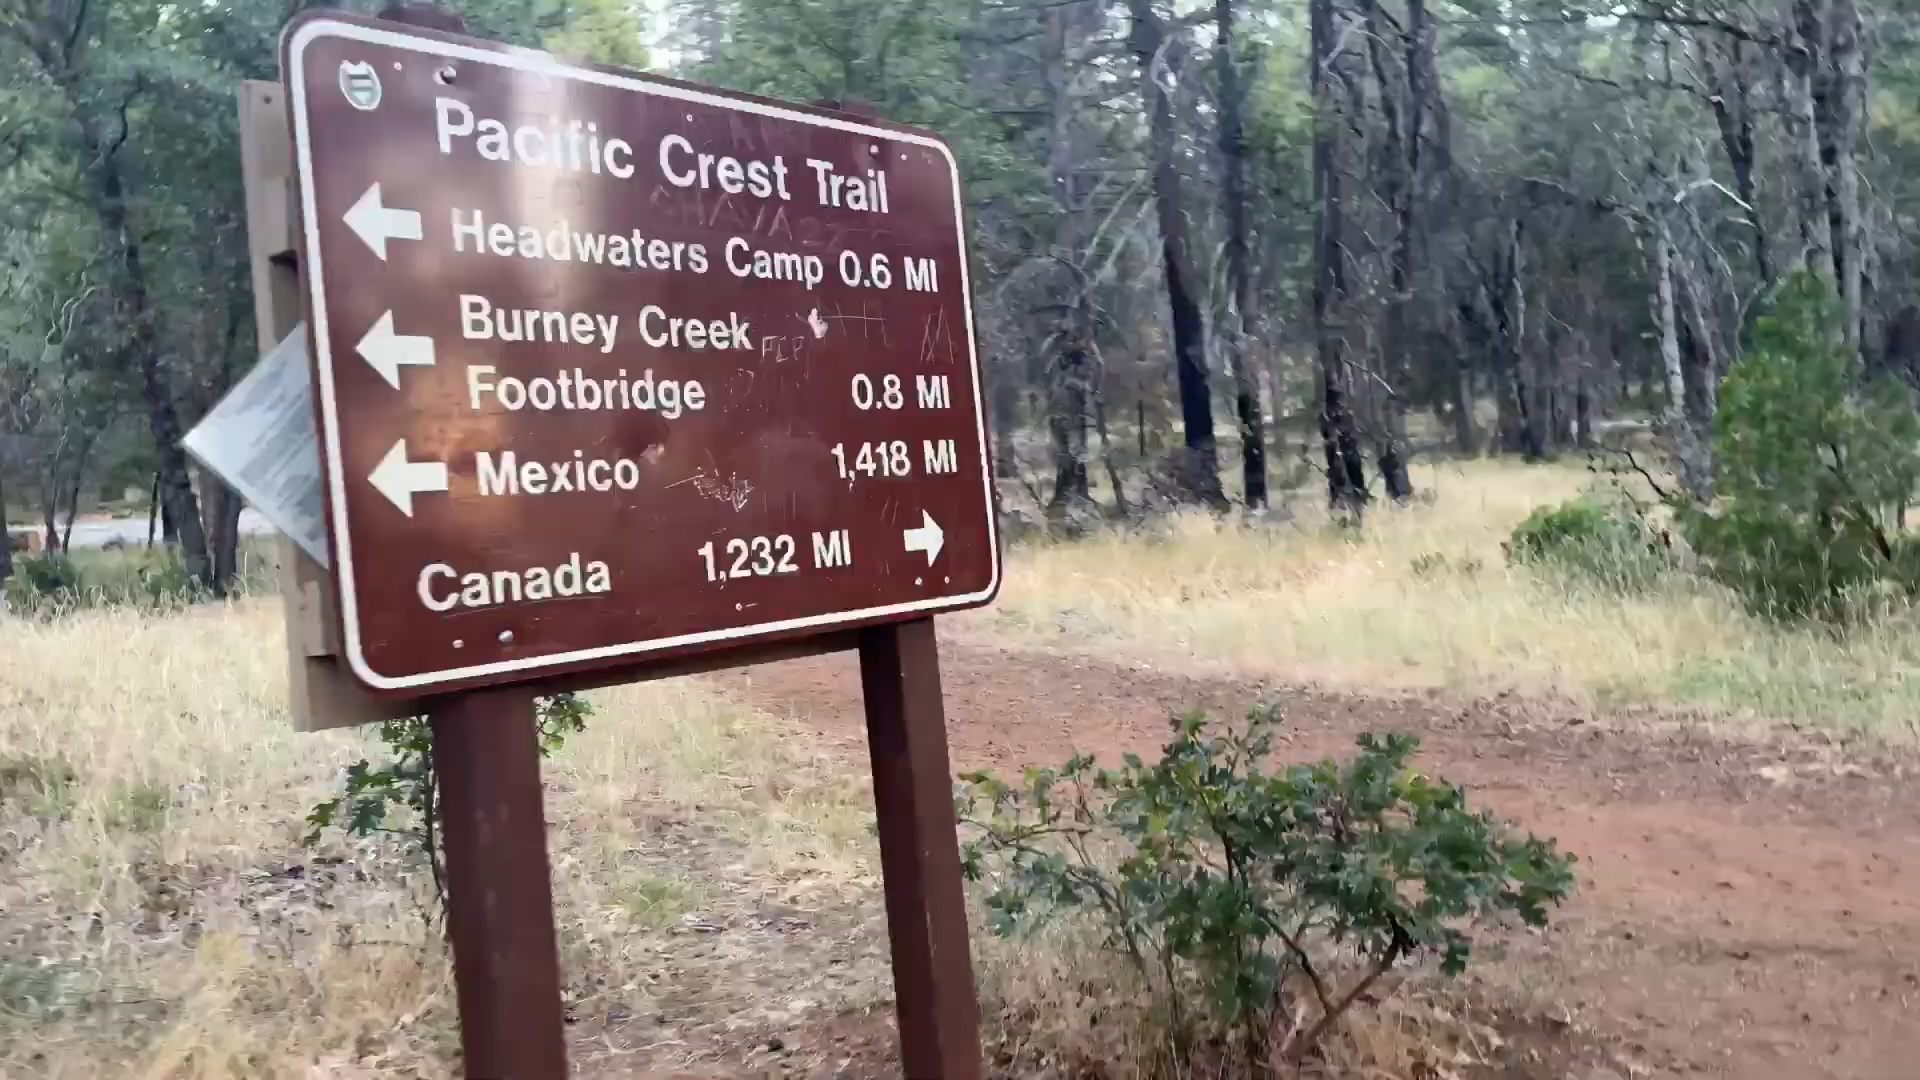 Pacific Crest Trail
Headwaters Camp 0.6 MI
Burney Creek
Footbridge 0.8 MI
Mexico 1,418 MI
Canada 1,232 MI